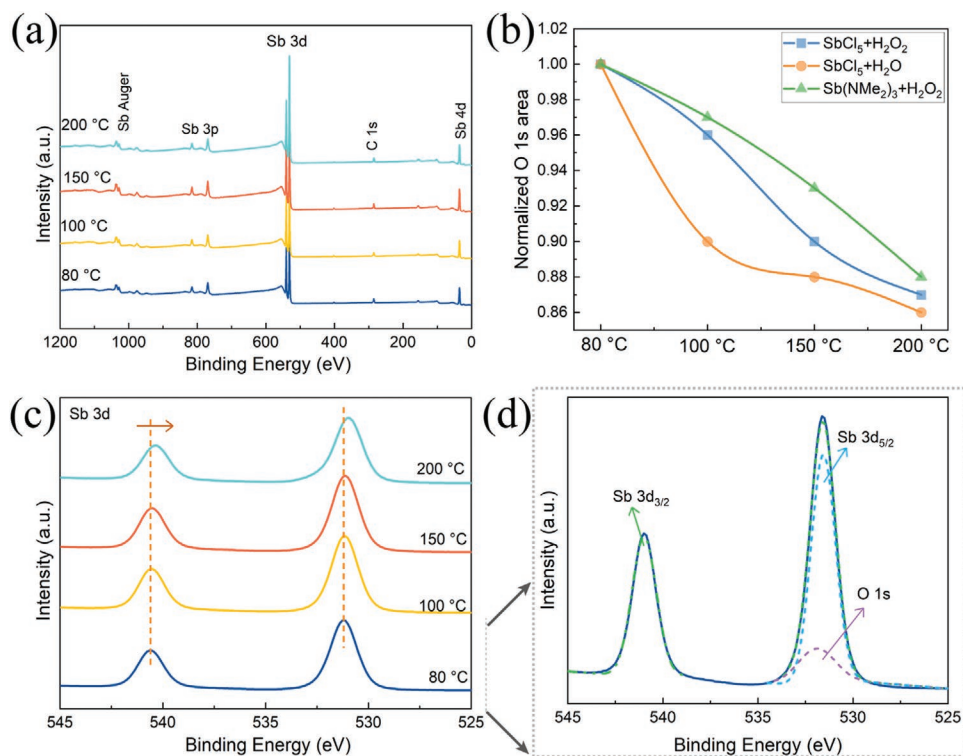 (a)
Sb 3d
Sb Auger
Sb 3p
C 1s
Sb 4d
200 °C
150 °C
100 °C
80 °C
Intensity (a.u.)
1200 1000 800 600 400 200 0
Binding Energy (eV)
(b)
SbCl₅+H₂O₂
SbCl₅+H₂O
Sb(NMe₂)₃+H₂O₂
1.02
1.00
0.98
0.96
0.94
0.92
0.90
0.88
0.86
Normalized O 1s area
80 °C 100 °C 150 °C 200 °C
(c)
Sb 3d
200 °C
150 °C
100 °C
80 °C
Intensity (a.u.)
545 540 535 530 525
Binding Energy (eV)
(d)
Sb 3d₅/₂
Sb 3d₃/₂
O 1s
Intensity (a.u.)
545 540 535 530 525
Binding Energy (eV)